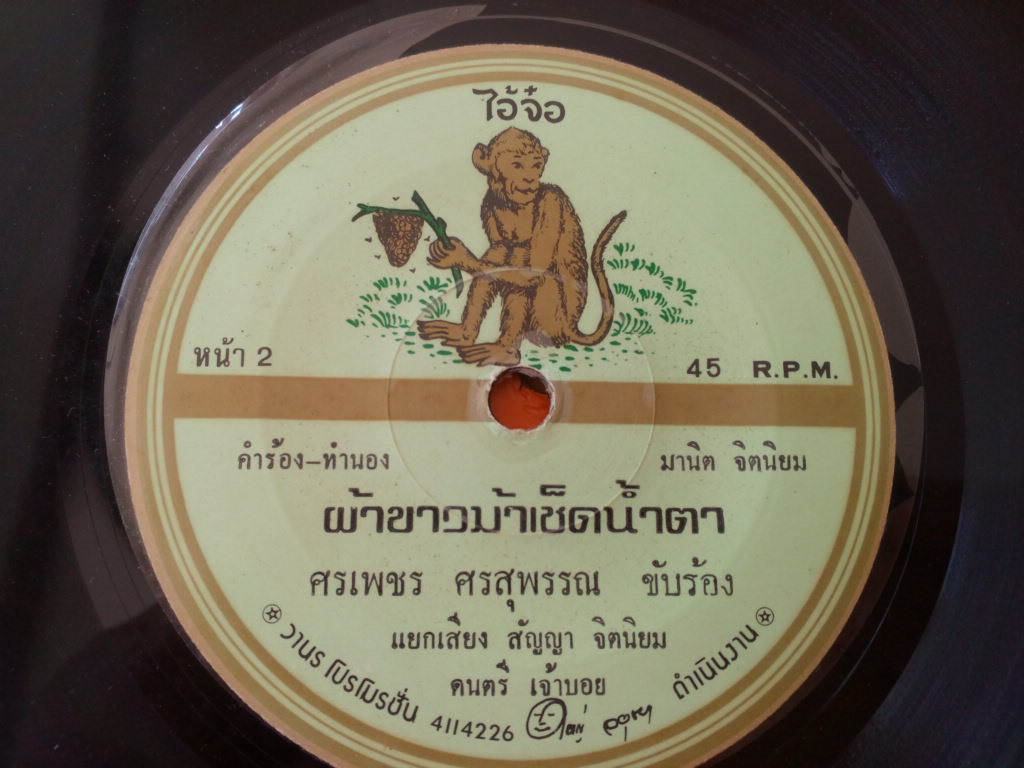 ไอ้จ๋อ
หน้า 2
45 R.P.M.
คำร้อง-ทำนอง มานิต จิตนิยม
ผ้าขาวม้าเช็ดน้ำตา
ศรเพชร ศรสุพรรณ ขับร้อง
แยกเสียง สัญญา จิตนิยม
ดนตรี เจ้าบอย
วานร โปรโมรชั่น 4114226 ดำเนินงาน